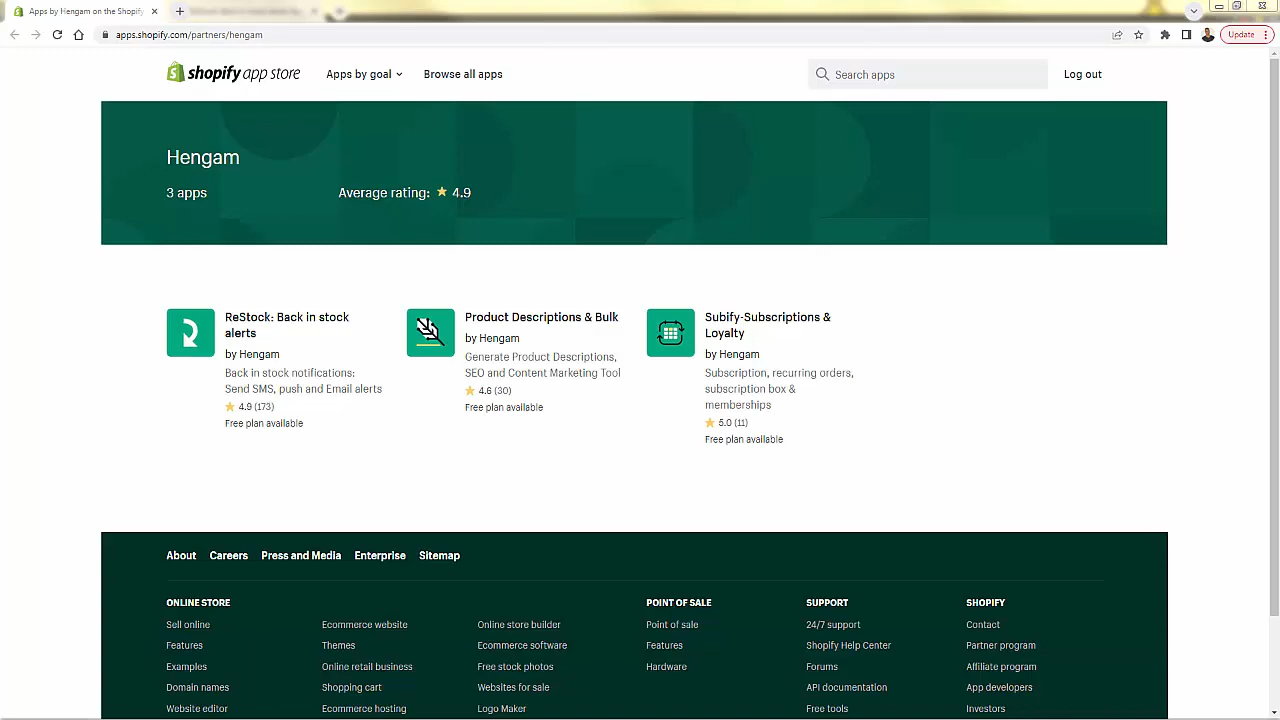 Apps by Hengam on the Shopify
apps.shopify.com/partners/hengam
Update
shopify app store
Apps by goal
Browse all apps
Search apps
Log out
Hengam
3 apps
Average rating: 4.9
ReStock: Back in stock
alerts
by Hengam
Back in stock notifications:
Send SMS, push and Email alerts
4.9 (173)
Free plan available
Product Descriptions & Bulk
by Hengam
Generate Product Descriptions,
SEO and Content Marketing Tool
4.6 (30)
Free plan available
Subify-Subscriptions &
Loyalty
by Hengam
Subscription, recurring orders,
subscription box &
memberships
5.0 (11)
Free plan available
About Careers Press and Media Enterprise Sitemap
ONLINE STORE
Sell online
Features
Examples
Domain names
Website editor
Ecommerce website
Themes
Online retail business
Shopping cart
Ecommerce hosting
Online store builder
Ecommerce software
Free stock photos
Websites for sale
Logo Maker
POINT OF SALE
Point of sale
Features
Hardware
SUPPORT
24/7 support
Shopify Help Center
Forums
API documentation
Free tools
SHOPIFY
Contact
Partner program
Affiliate program
App developers
Investors